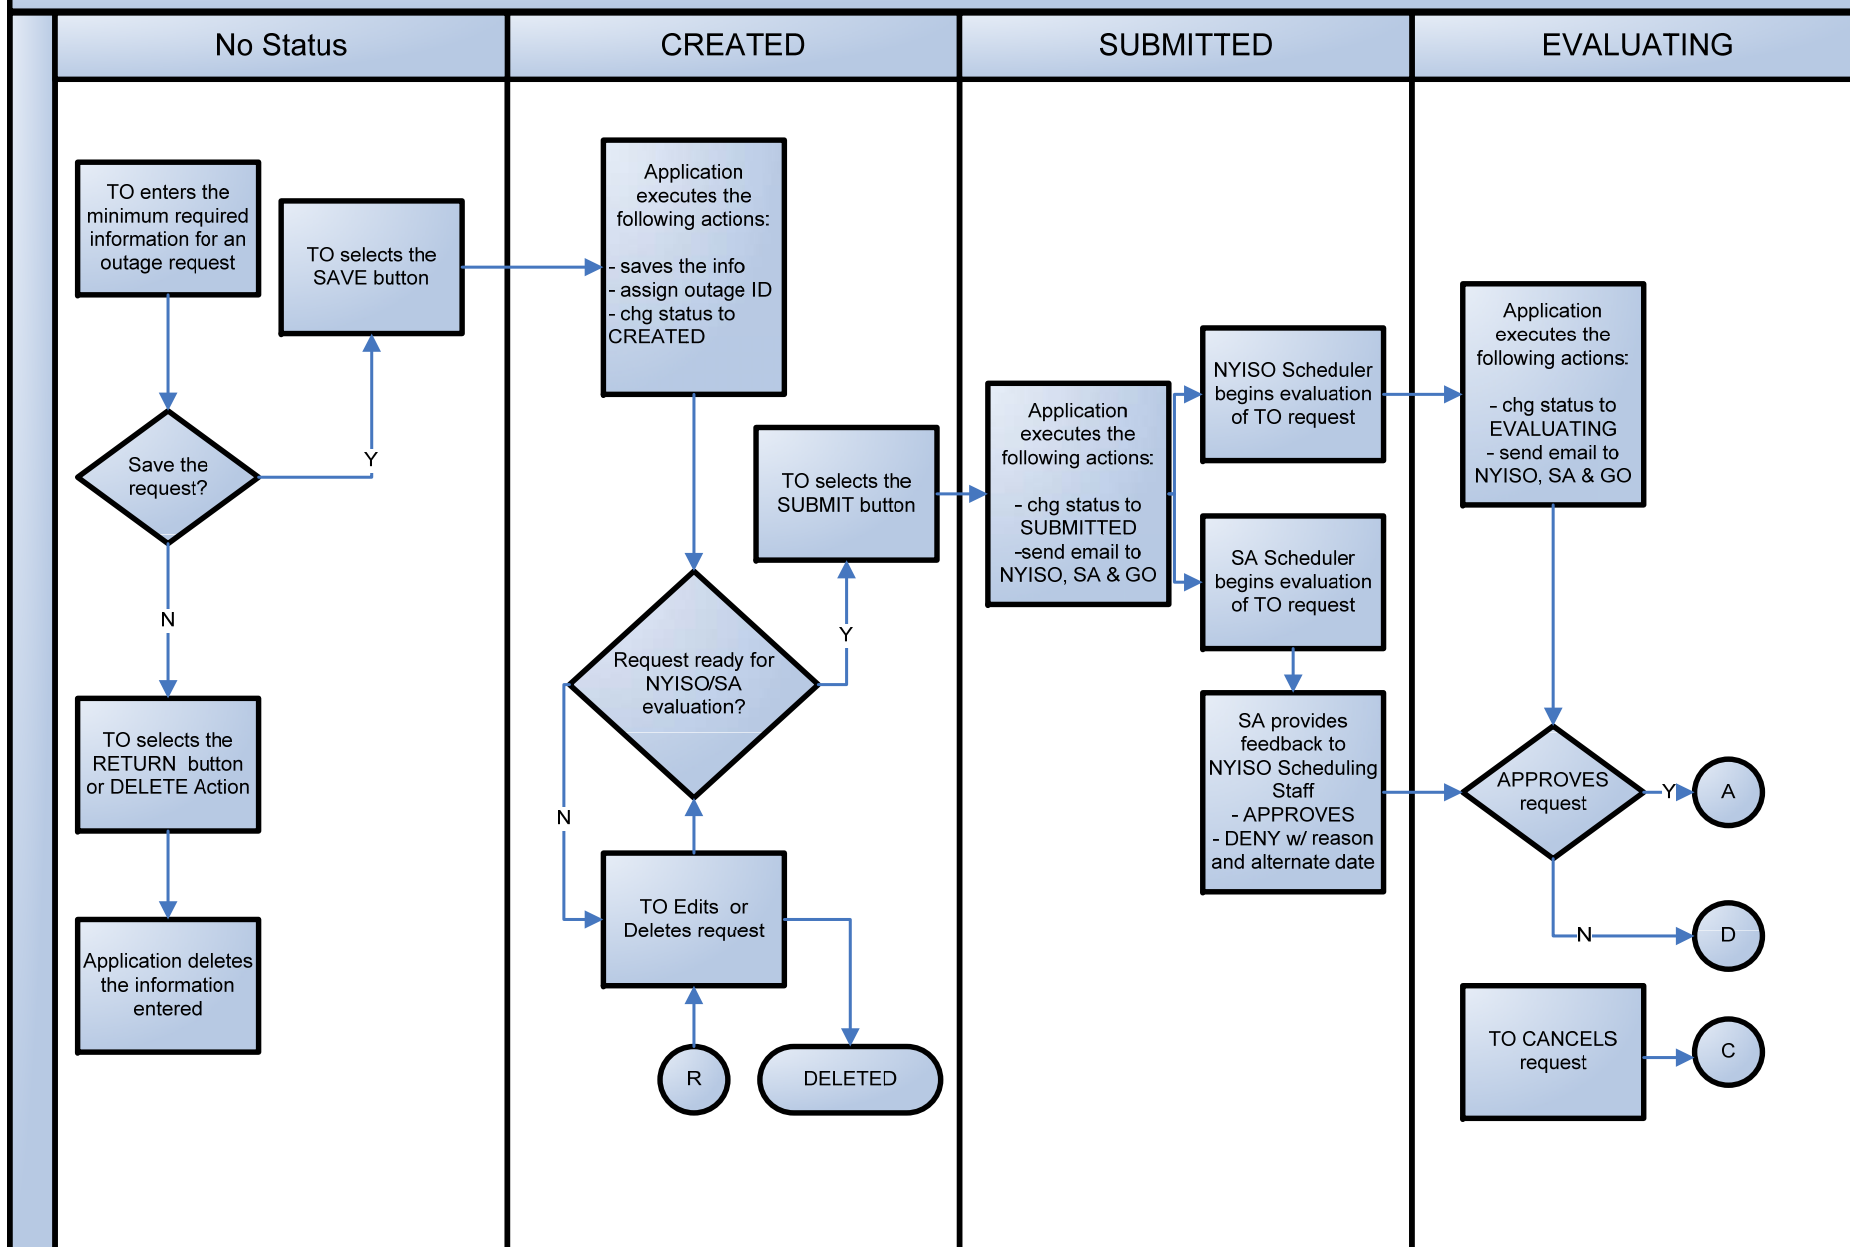 No Status
CREATED
SUBMITTED
EVALUATING
TO enters the
minimum required
information for an
outage request
Save the
request?
Y
N
TO selects the
SAVE button
TO selects the
RETURN button
or DELETE Action
Application deletes
the information
entered
Application
executes the
following actions:
- saves the info
- assign outage ID
- chg status to
CREATED
Request ready for
NYISO/SA
evaluation?
Y
N
TO selects the
SUBMIT button
TO Edits or
Deletes request
R
DELETED
Application
executes the
following actions:
- chg status to
SUBMITTED
-send email to
NYISO, SA & GO
NYISO Scheduler
begins evaluation
of TO request
SA Scheduler
begins evaluation
of TO request
SA provides
feedback to
NYISO Scheduling
Staff
- APPROVES
- DENY w/ reason
and alternate date
Application
executes the
following actions:
- chg status to
EVALUATING
- send email to
NYISO, SA & GO
APPROVES
request
Y
A
N
D
TO CANCELS
request
C